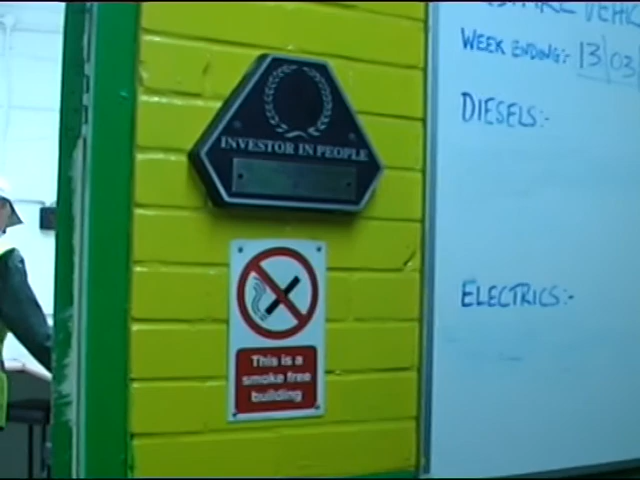 INVESTOR IN PEOPLE
This is a
smoke free
building
WEEK ENDING:- 13/03/
DIESELS:-
ELECTRICS:-